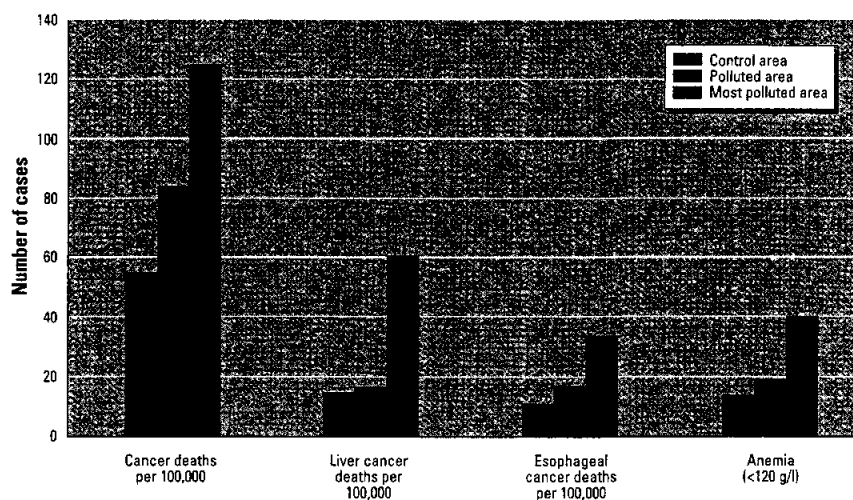 140
120
100
80
60
40
20
0
Number of cases
Control area
Polluted area
Most polluted area
Cancer deaths
per 100,000
Liver cancer
deaths per
100,000
Esophageal
cancer deaths
per 100,000
Anemia
(<120 g/l)